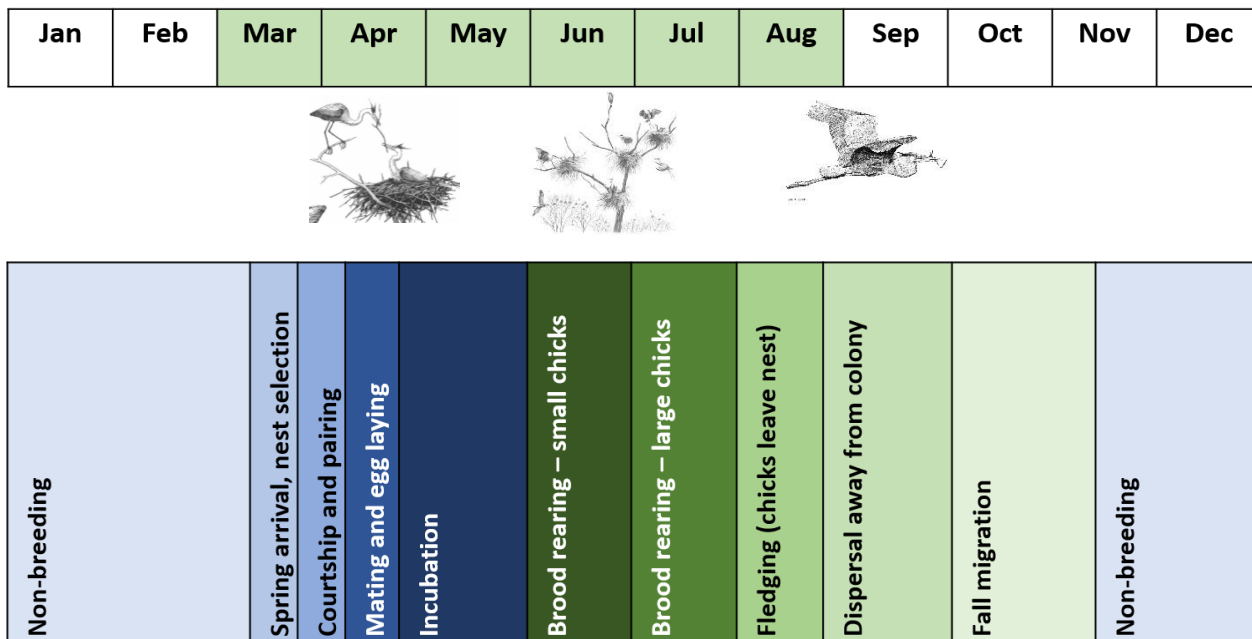 Jan
Feb
Mar
Apr
May
Jun
Jul
Aug
Sep
Oct
Nov
Dec
Non-breeding
Spring arrival, nest selection
Courtship and pairing
Mating and egg laying
Incubation
Brood rearing – small chicks
Brood rearing – large chicks
Fledging (chicks leave nest)
Dispersal away from colony
Fall migration
Non-breeding